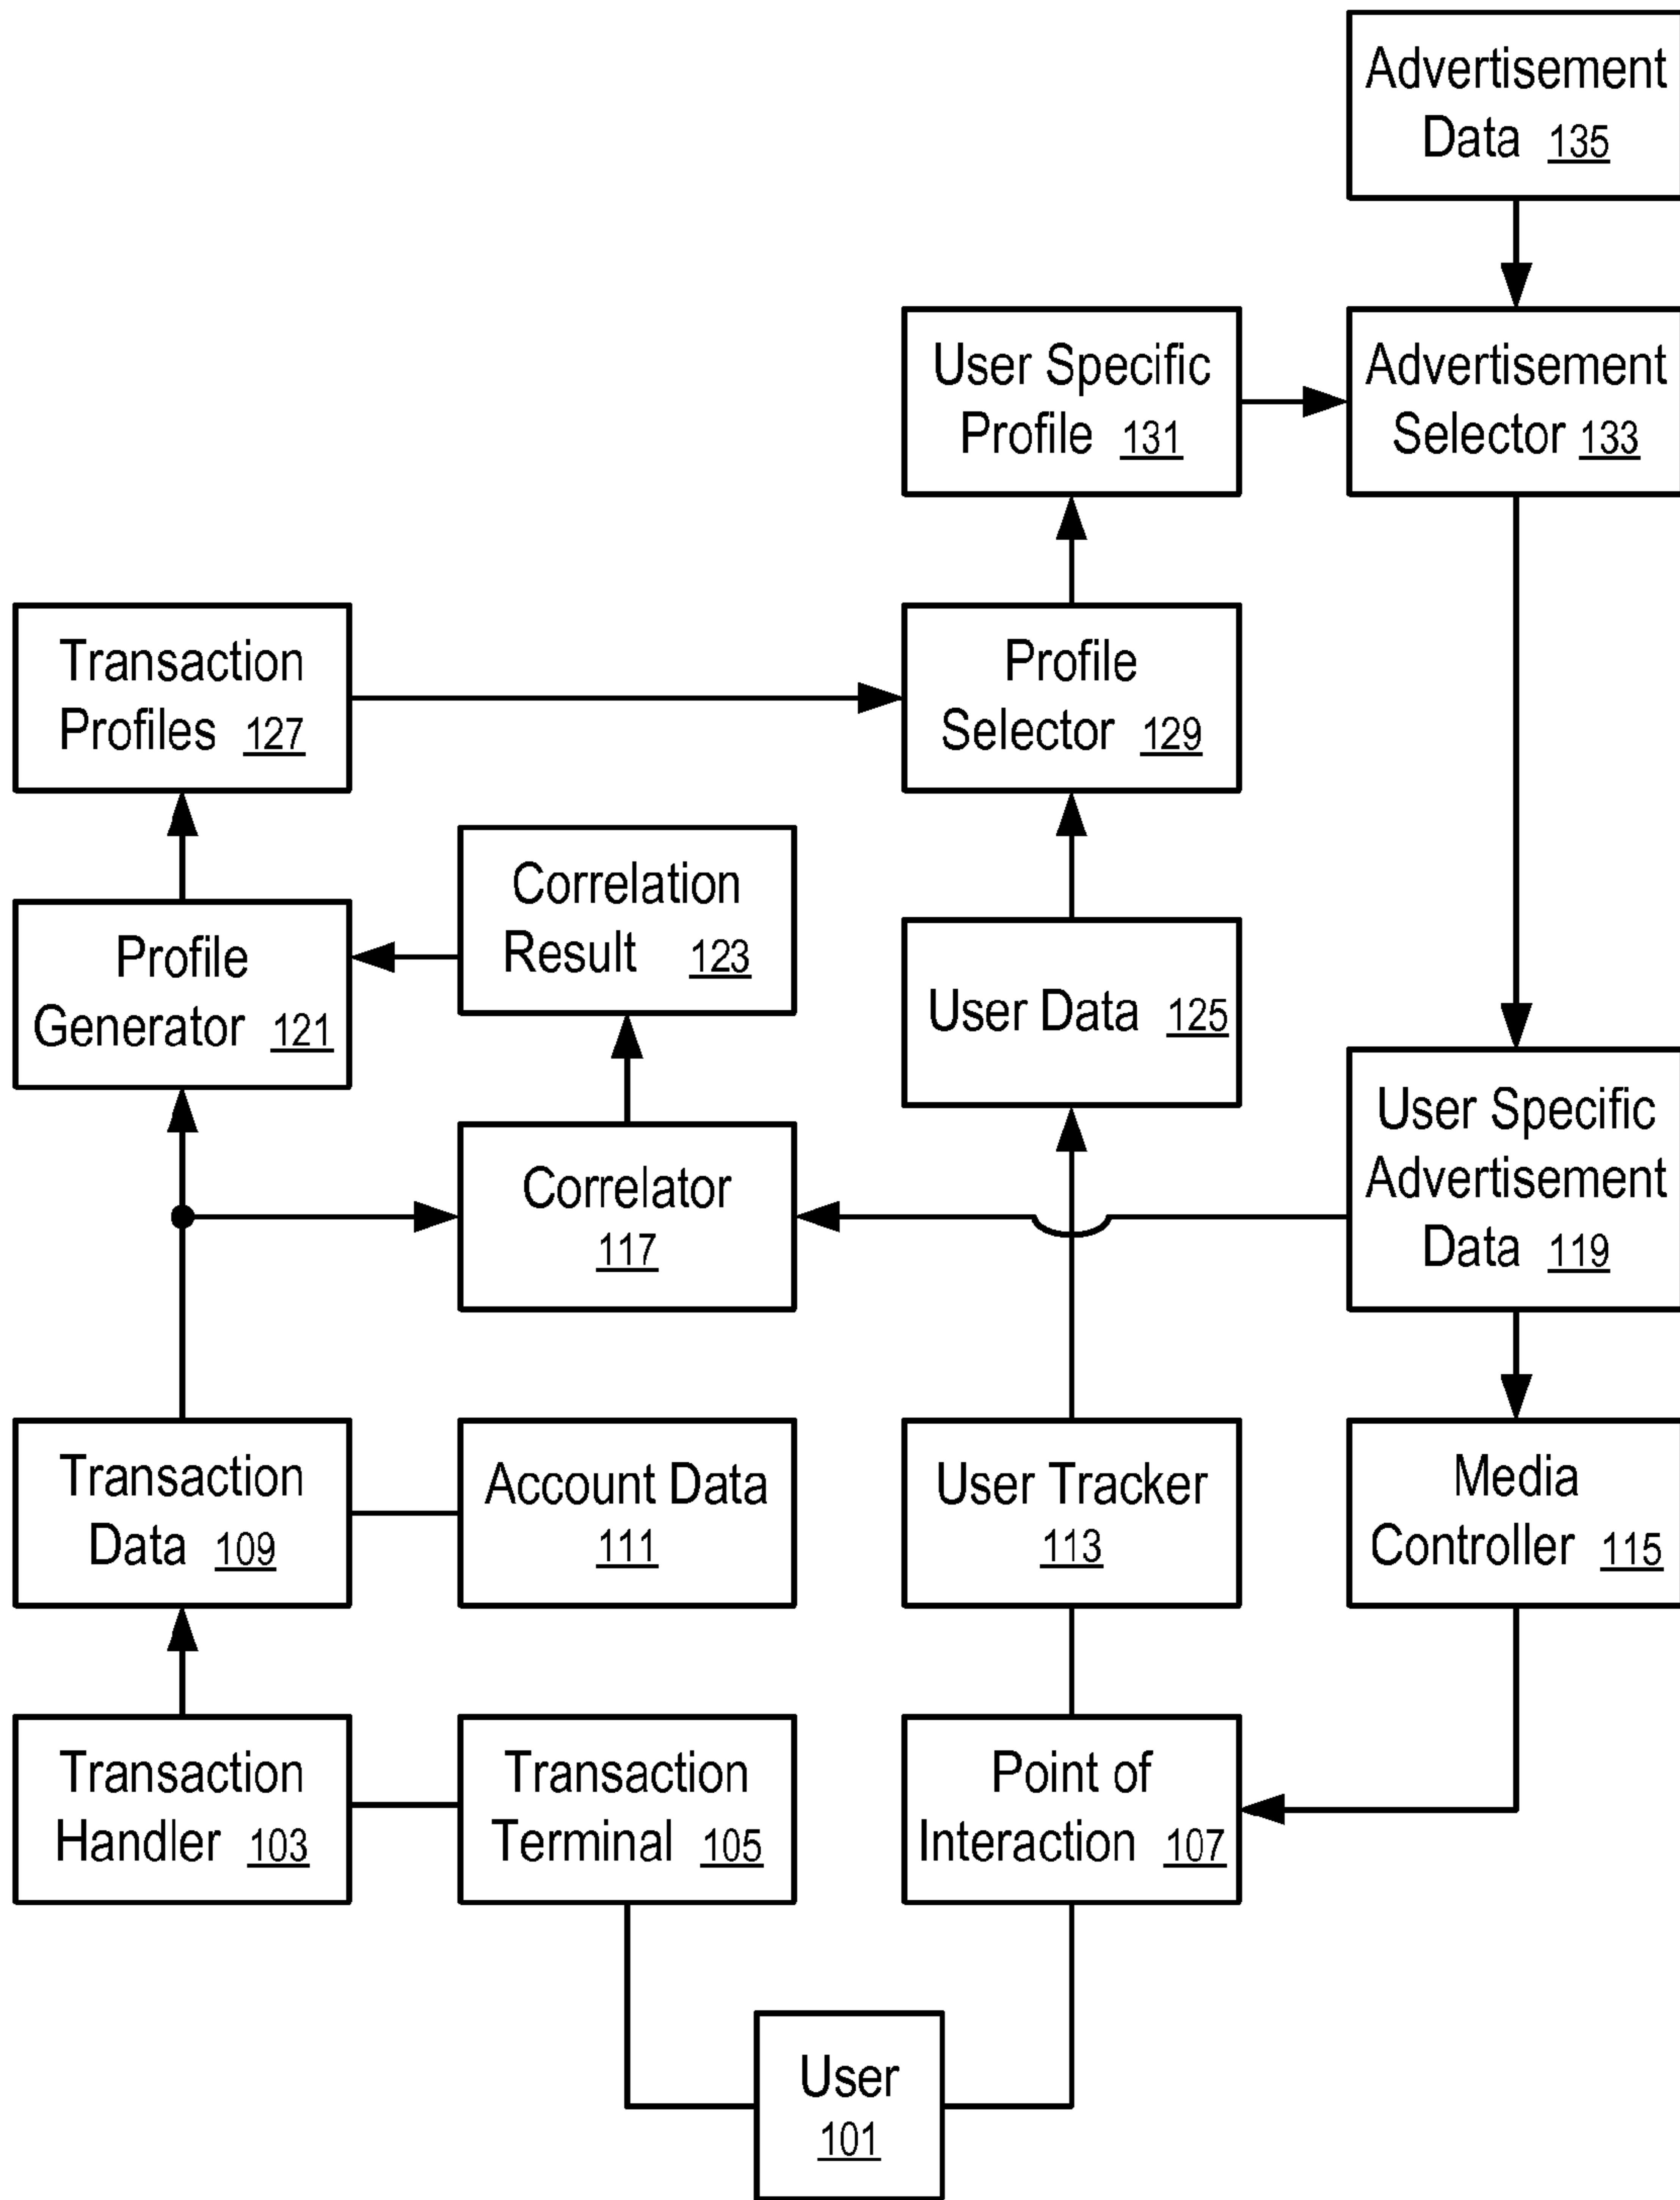 Advertisement
Data 135
User Specific
Profile 131
Advertisement
Selector 133
Transaction
Profiles 127
Profile
Selector 129
Correlation
Result 123
Profile
Generator 121
User Data 125
User Specific
Advertisement
Data 119
Correlator
117
Transaction
Data 109
Account Data
111
User Tracker
113
Media
Controller 115
Transaction
Handler 103
Transaction
Terminal 105
Point of
Interaction 107
User
101